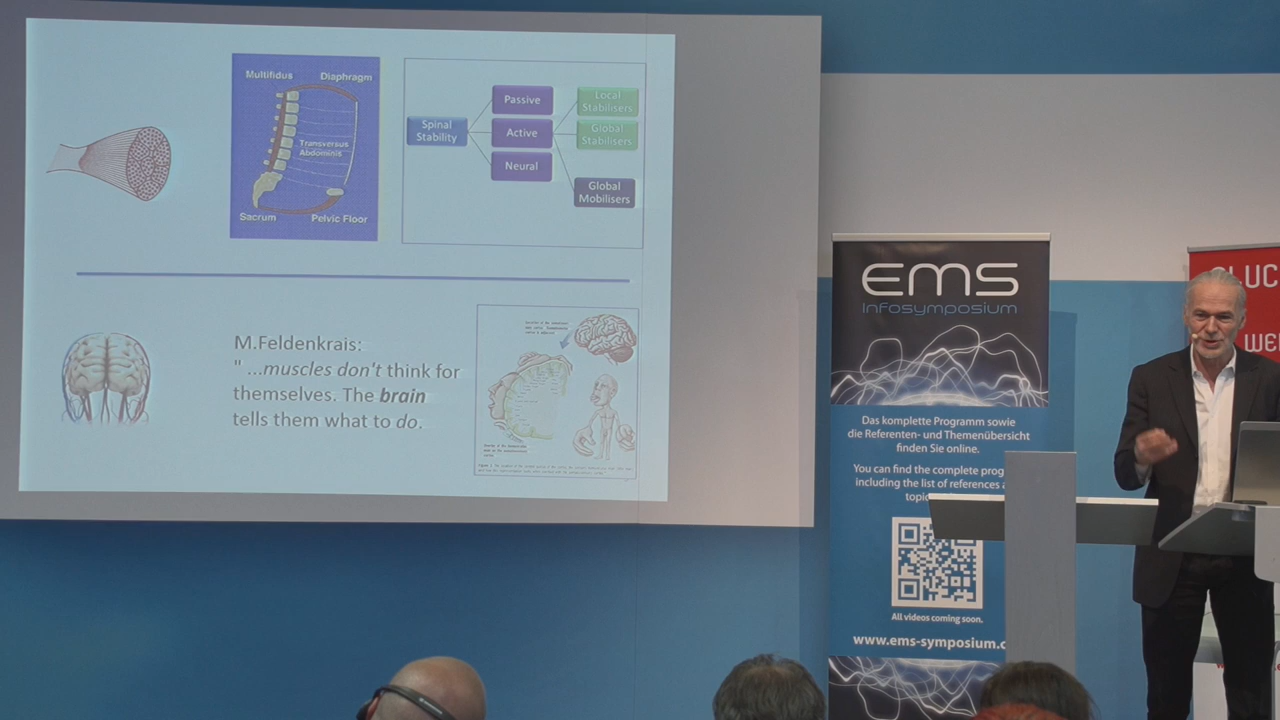 Multifidus
Diaphragm
Transversus
Abdominis
Sacrum
Pelvic Floor
Spinal
Stability
Passive
Active
Neural
Local
Stabilisers
Global
Stabilisers
Global
Mobilisers
M.Feldenkrais:
" ...muscles don't think for
themselves. The brain
tells them what to do.
EMS
Infosymposium
Das komplette Programm sowie
die Referenten- und Themenübersicht
finden Sie online.
You can find the complete prog
including the list of references a
topic
All videos coming soon.
www.ems-symposium.c
LUC
WE